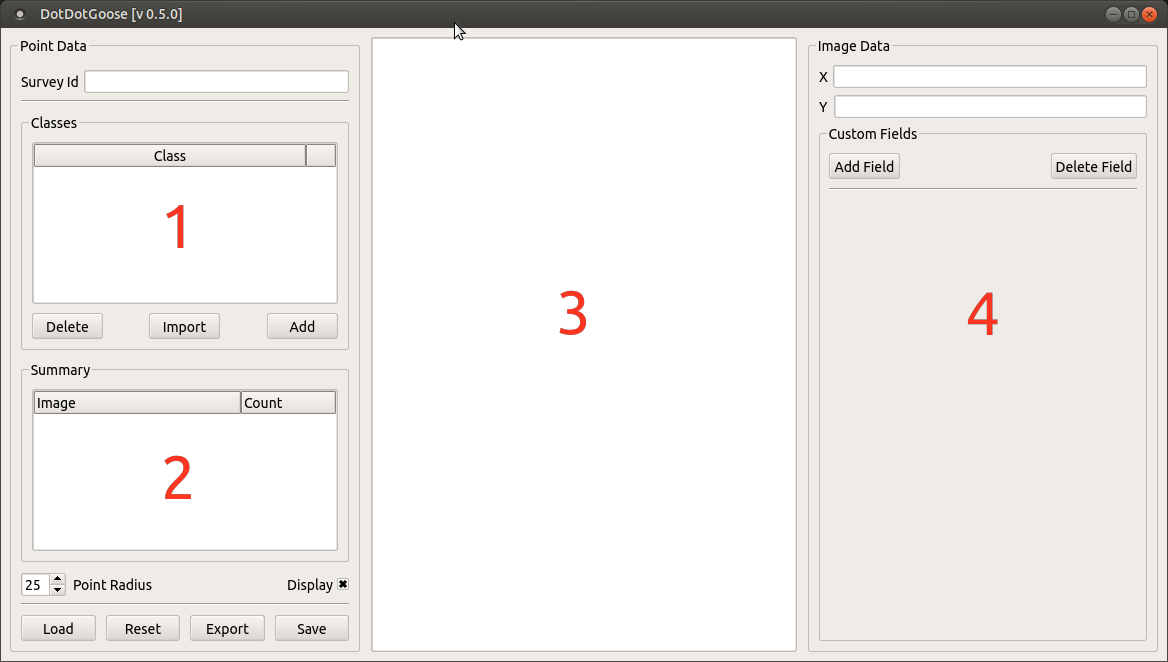 DotDotGoose [v 0.5.0]
Point Data
Survey Id
Classes
Class
1
Delete
Import
Add
Summary
Image
Count
2
25
Point Radius
Display
Load
Reset
Export
Save
3
Image Data
X
Y
Custom Fields
Add Field
Delete Field
4